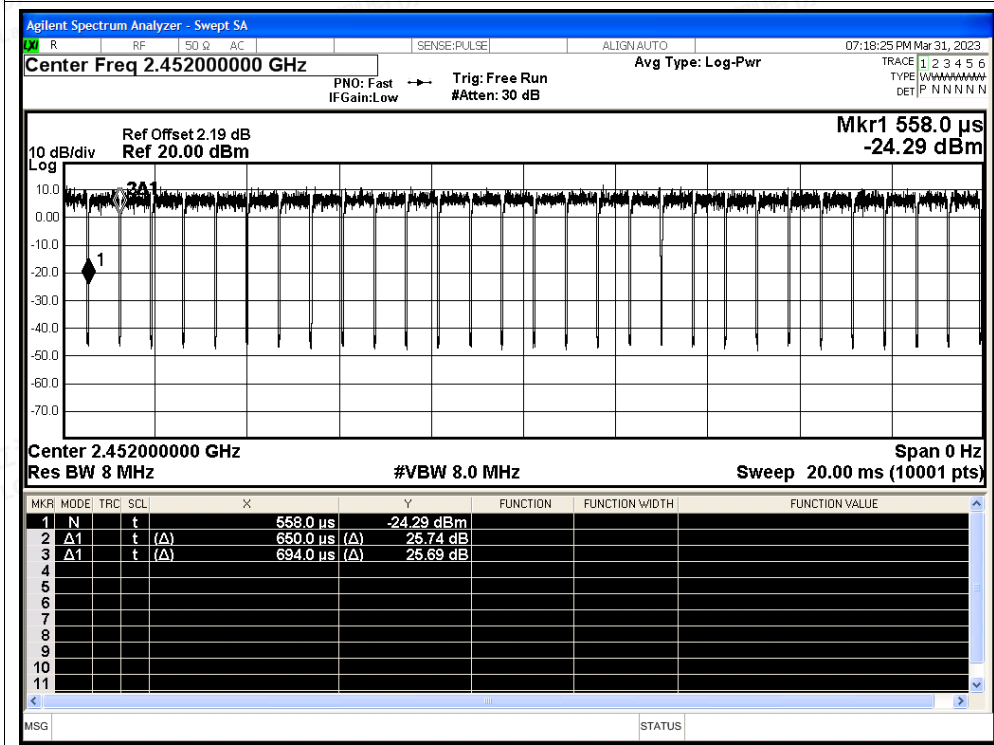 Agilent Spectrum Analyzer - Swept SA
LXI R RF 50 Ω AC SENSE:PULSE ALIGN AUTO 07:18:25 PM Mar 31, 2023
Center Freq 2.452000000 GHz
PNO: Fast
IFGain:Low
Trig: Free Run
#Atten: 30 dB
Avg Type: Log-Pwr
TRACE 1 2 3 4 5 6
TYPE
DET P N N N N N
Mkr1 558.0 µs
-24.29 dBm
Ref Offset 2.19 dB
10 dB/div Ref 20.00 dBm
Log
10.0
0.00
-10.0
-20.0
-30.0
-40.0
-50.0
-60.0
-70.0
3Δ1
1
Center 2.452000000 GHz Span 0 Hz
Res BW 8 MHz #VBW 8.0 MHz Sweep 20.00 ms (10001 pts)
MKR MODE TRC SCL X Y FUNCTION FUNCTION WIDTH FUNCTION VALUE
1 N t 558.0 µs -24.29 dBm
2 Δ1 t (Δ) 650.0 µs (Δ) 25.74 dB
3 Δ1 t (Δ) 694.0 µs (Δ) 25.69 dB
4
5
6
7
8
9
10
11
MSG STATUS